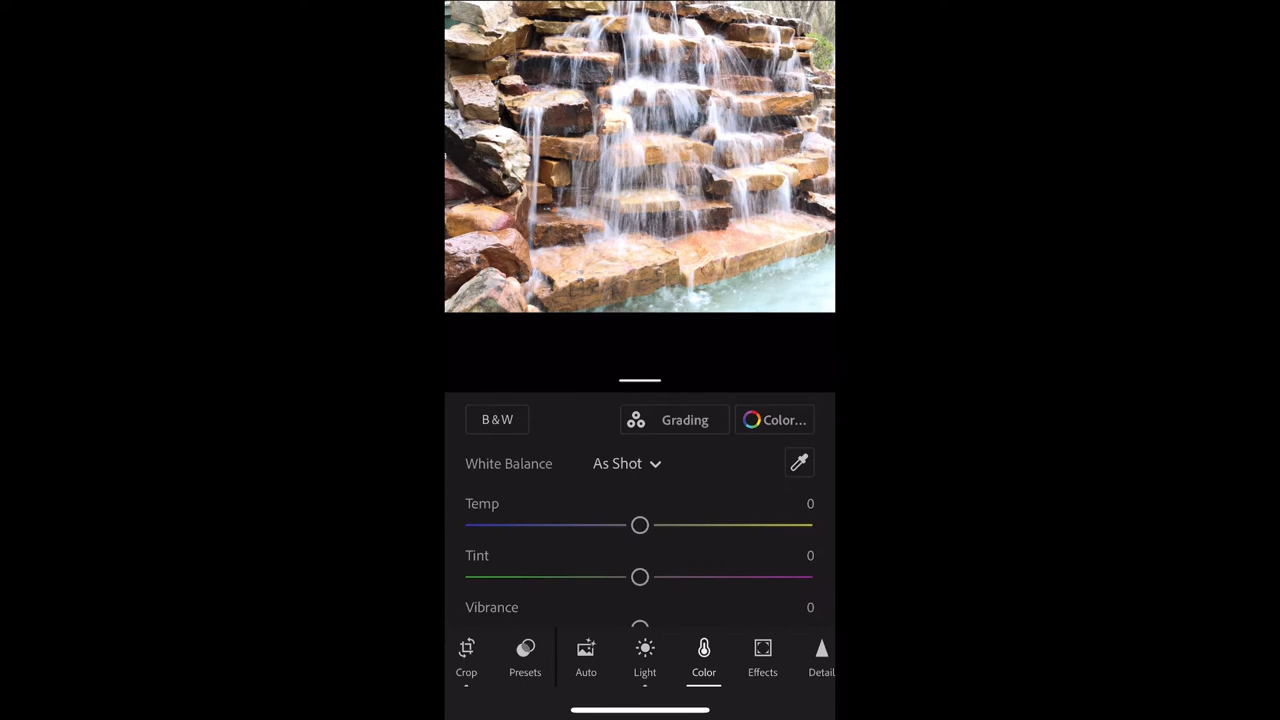 B & W
Grading
Color...
White Balance
As Shot
Temp
0
Tint
0
Vibrance
0
Crop
Presets
Auto
Light
Color
Effects
Detail